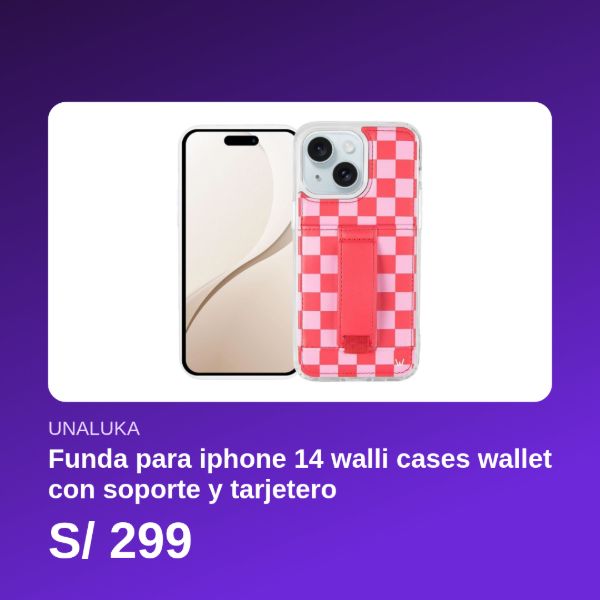 UNALUKA
Funda para iphone 14 walli cases wallet
con soporte y tarjetero
S/ 299